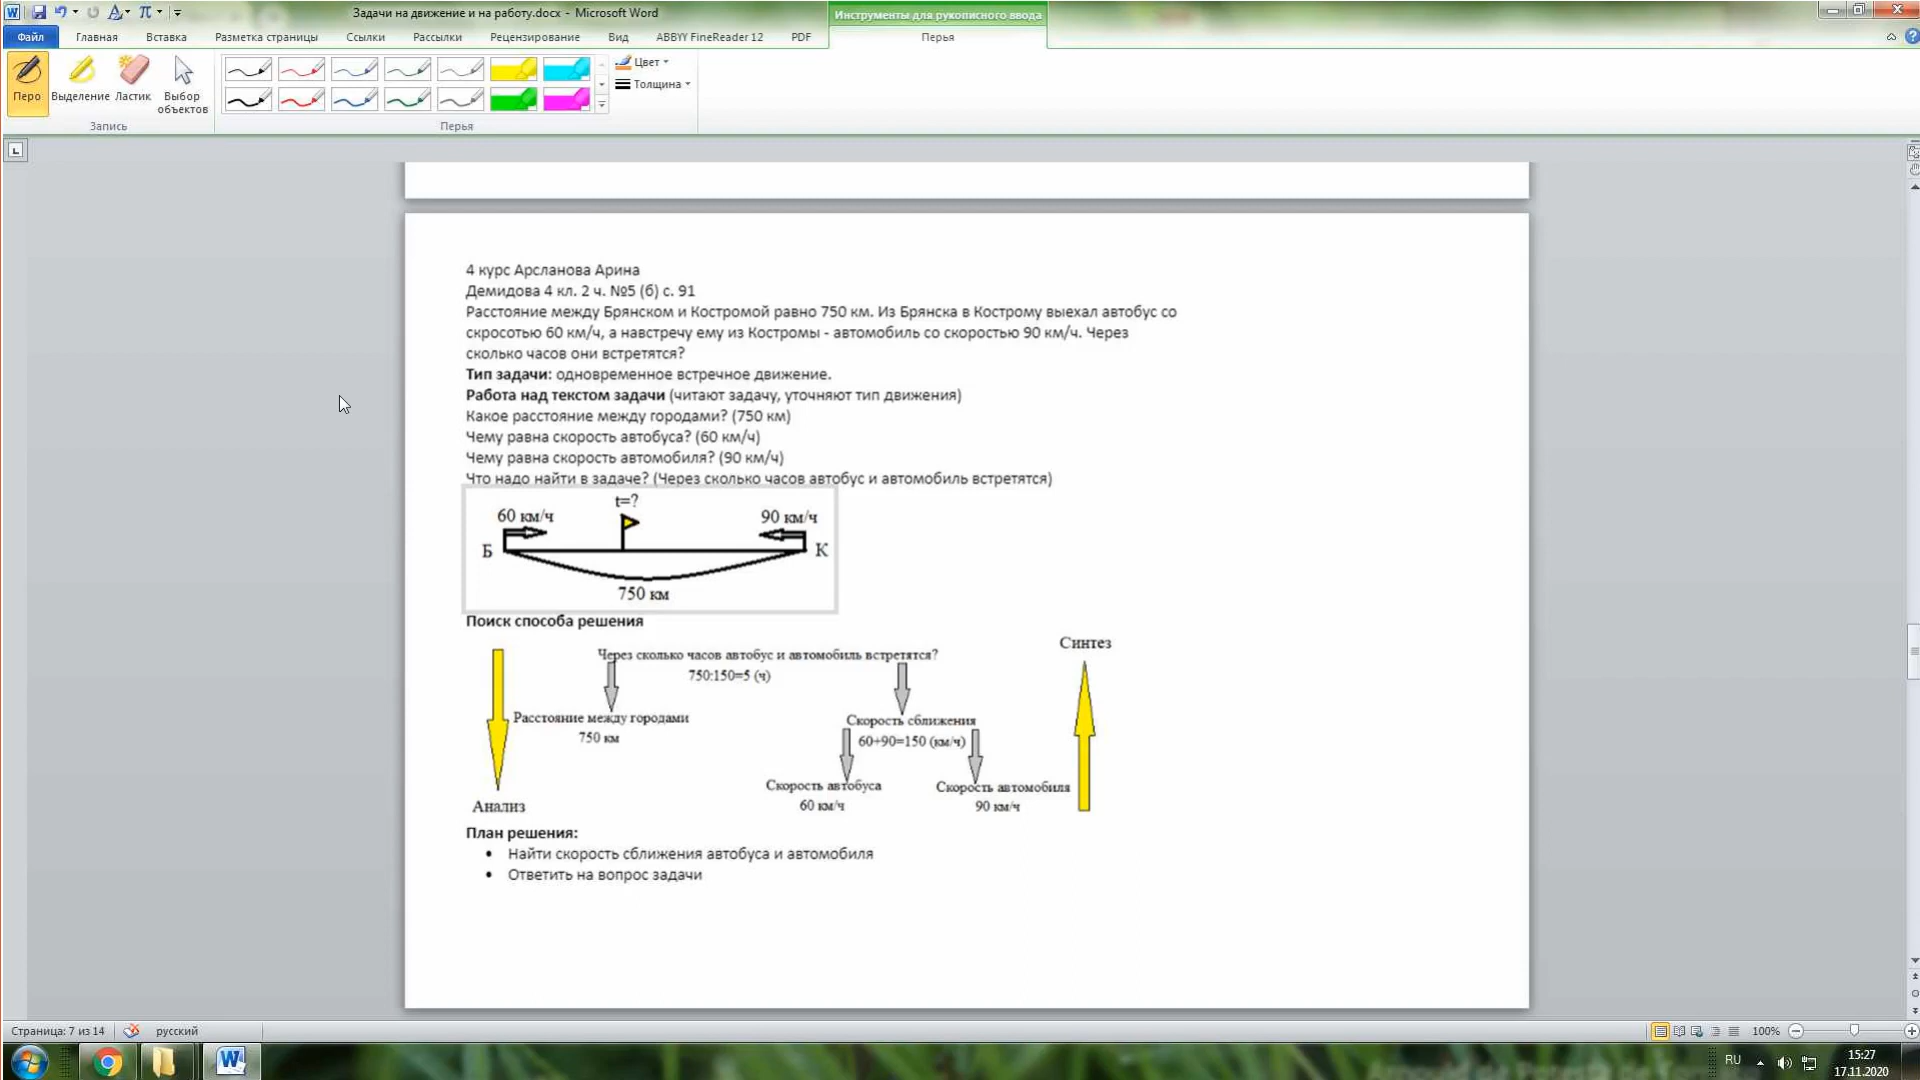 Задачи на движение и на работу.docx - Microsoft Word
Инструменты для рукописного ввода
Файл Главная Вставка Разметка страницы Ссылки Рассылки Рецензирование Вид ABBYY FineReader 12 PDF Перья
Перо Выделение Ластик Выбор объектов
Цвет
Толщина
Запись Перья
4 курс Арсланова Арина
Демидова 4 кл. 2 ч. №5 (б) с. 91
Расстояние между Брянском и Костромой равно 750 км. Из Брянска в Кострому выехал автобус со
скросотью 60 км/ч, а навстречу ему из Костромы - автомобиль со скоростью 90 км/ч. Через
сколько часов они встретятся?
Тип задачи: одновременное встречное движение.
Работа над текстом задачи (читают задачу, уточняют тип движения)
Какое расстояние между городами? (750 км)
Чему равна скорость автобуса? (60 км/ч)
Чему равна скорость автомобиля? (90 км/ч)
Что надо найти в задаче? (Через сколько часов автобус и автомобиль встретятся)
t=?
60 км/ч 90 км/ч
Б К
750 км
Поиск способа решения
Синтез
Через сколько часов автобус и автомобиль встретятся?
750:150=5 (ч)
Расстояние между городами Скорость сближения
750 км 60+90=150 (км/ч)
Скорость автобуса Скорость автомобиля
60 км/ч 90 км/ч
Анализ
План решения:
• Найти скорость сближения автобуса и автомобиля
• Ответить на вопрос задачи
Страница: 7 из 14 русский 100%
RU 15:27
17.11.2020